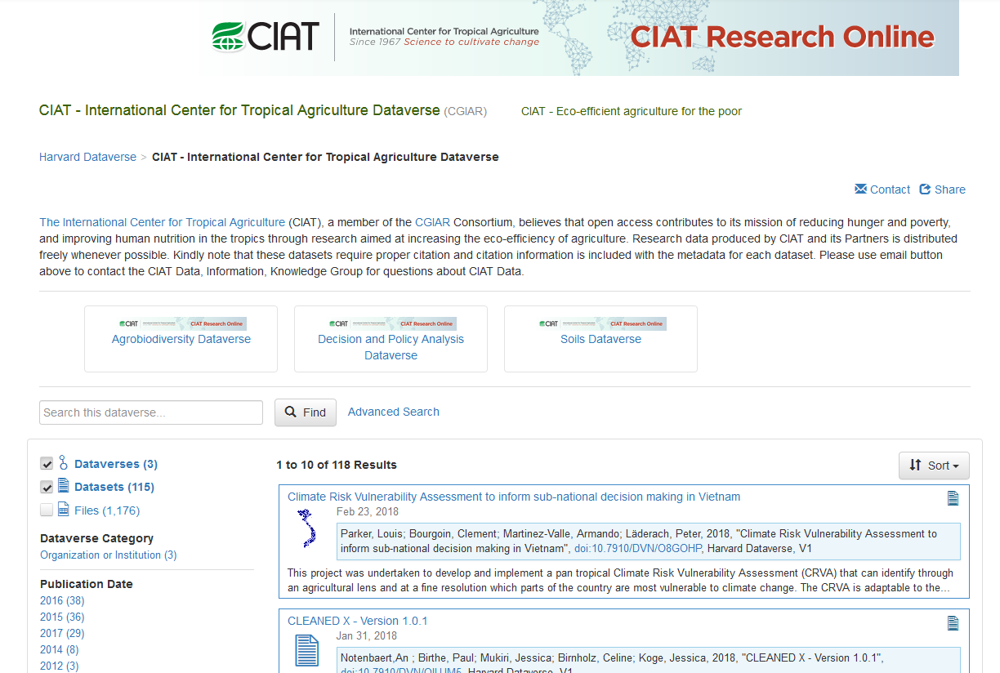 CIAT
International Center for Tropical Agriculture
Since 1967 Science to cultivate change
CIAT Research Online
CIAT - International Center for Tropical Agriculture Dataverse (CGIAR)
CIAT - Eco-efficient agriculture for the poor
Harvard Dataverse > CIAT - International Center for Tropical Agriculture Dataverse
Contact Share
The International Center for Tropical Agriculture (CIAT), a member of the CGIAR Consortium, believes that open access contributes to its mission of reducing hunger and poverty,
and improving human nutrition in the tropics through research aimed at increasing the eco-efficiency of agriculture. Research data produced by CIAT and its Partners is distributed
freely whenever possible. Kindly note that these datasets require proper citation and citation information is included with the metadata for each dataset. Please use email button
above to contact the CIAT Data, Information, Knowledge Group for questions about CIAT Data.
CIAT CIAT Research Online
Agrobiodiversity Dataverse
CIAT CIAT Research Online
Decision and Policy Analysis
Dataverse
CIAT CIAT Research Online
Soils Dataverse
Search this dataverse...
Find
Advanced Search
Dataverses (3)
Datasets (115)
Files (1,176)
Dataverse Category
Organization or Institution (3)
Publication Date
2016 (38)
2015 (36)
2017 (29)
2014 (8)
2012 (3)
1 to 10 of 118 Results
Sort
Climate Risk Vulnerability Assessment to inform sub-national decision making in Vietnam
Feb 23, 2018
Parker, Louis; Bourgoin, Clement; Martinez-Valle, Armando; Läderach, Peter, 2018, "Climate Risk Vulnerability Assessment to
inform sub-national decision making in Vietnam", doi:10.7910/DVN/O8GOHP, Harvard Dataverse, V1
This project was undertaken to develop and implement a pan tropical Climate Risk Vulnerability Assessment (CRVA) that can identify through
an agricultural lens and at a fine resolution which parts of the country are most vulnerable to climate change. The CRVA is adaptable to the...
CLEANED X - Version 1.0.1
Jan 31, 2018
Notenbaert,An ; Birthe, Paul; Mukiri, Jessica; Birnholz, Celine; Koge, Jessica, 2018, "CLEANED X - Version 1.0.1",
Harvard Dataverse, V1